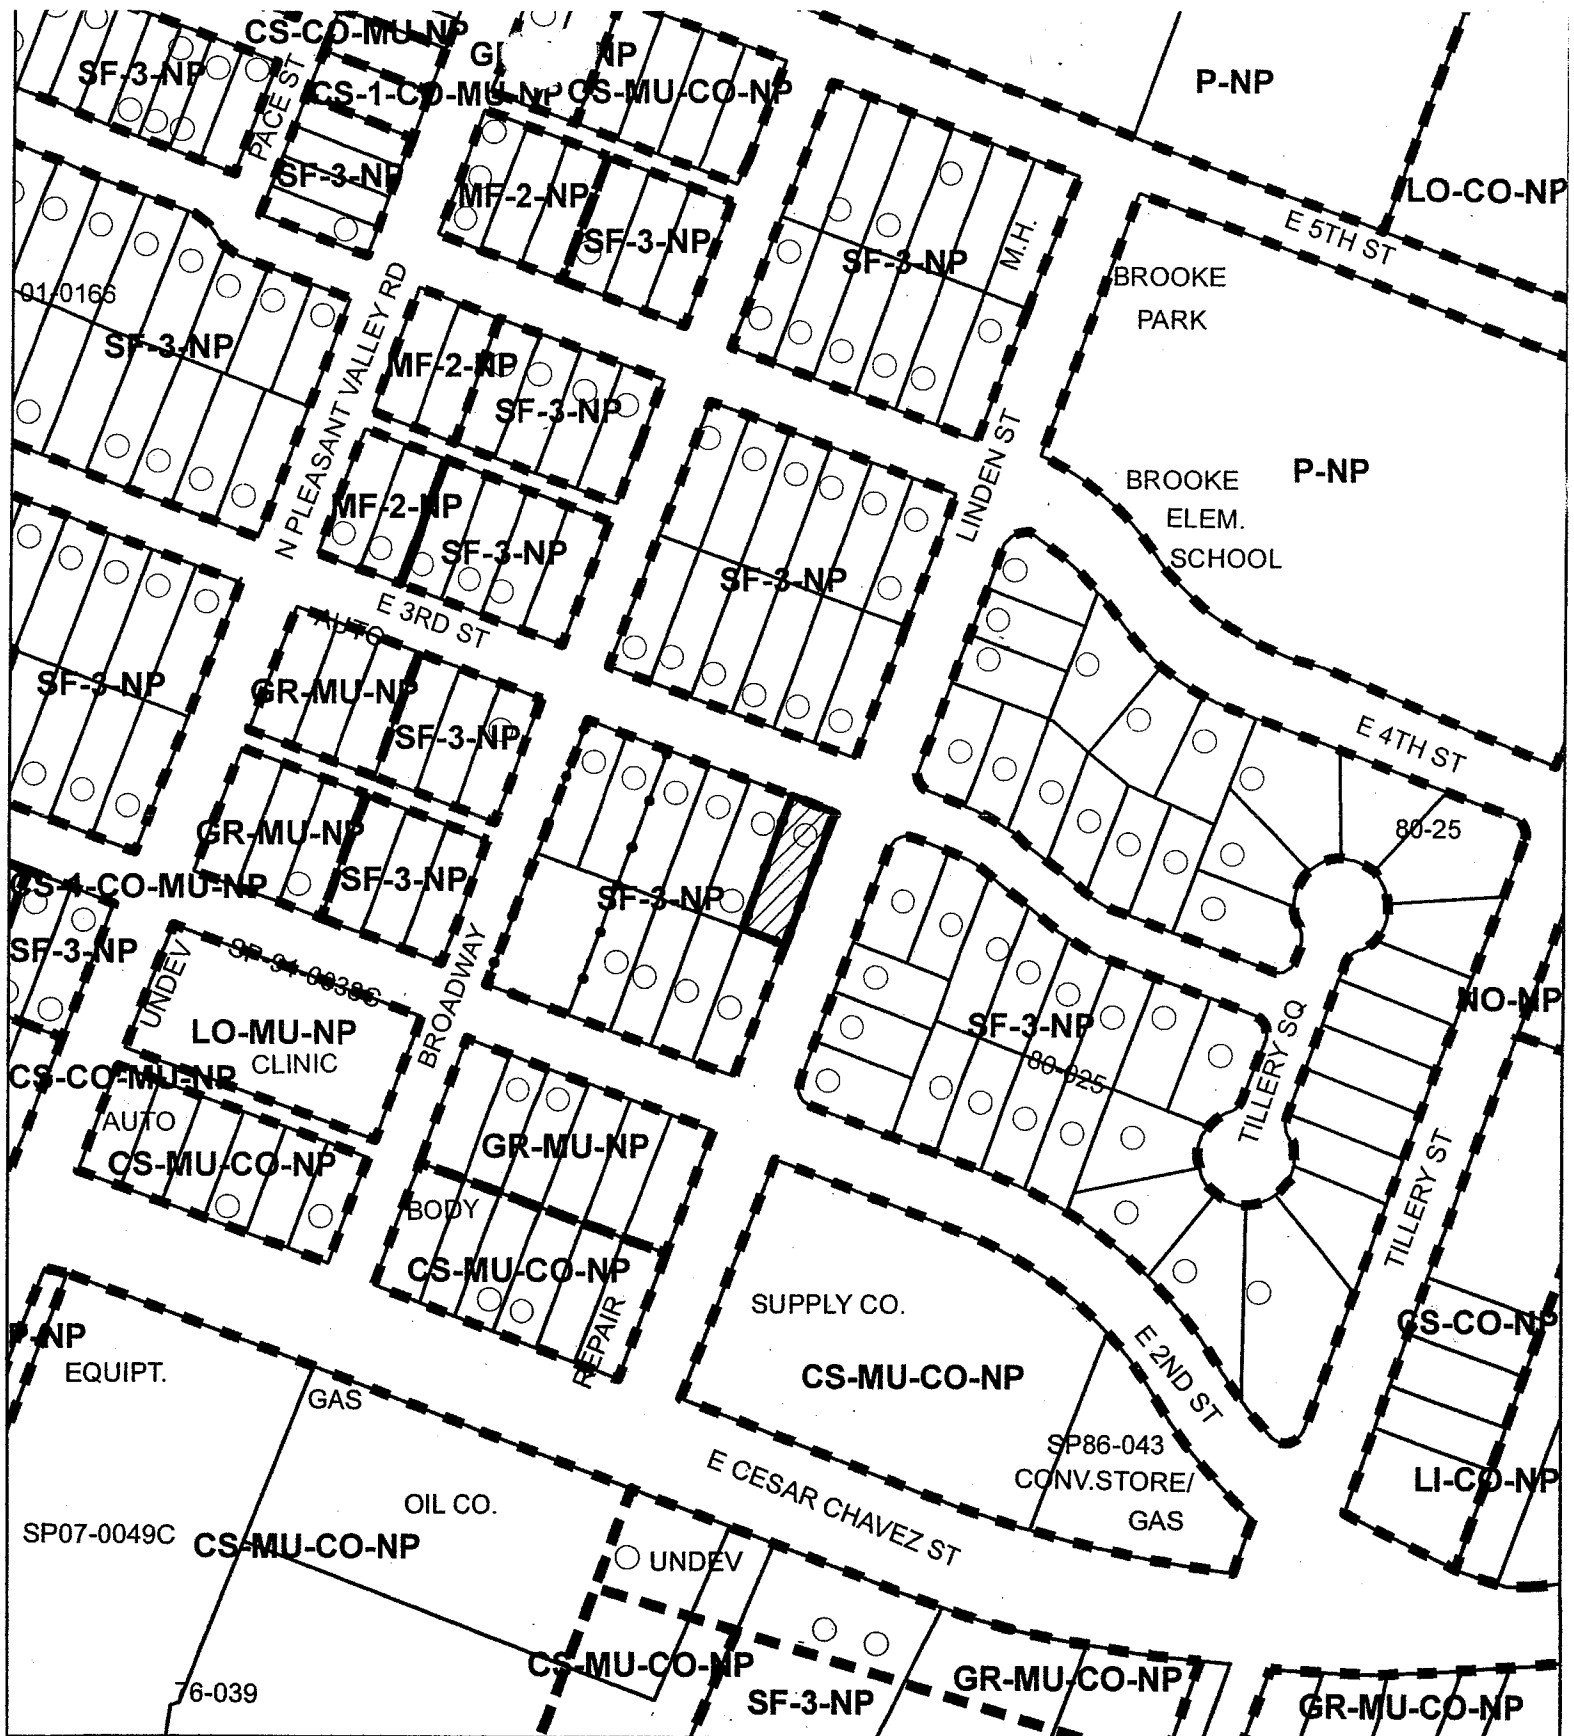 CS-CO-MU-NP
NP
SF-3-NP
PACE ST
CS-1-CO-MU-NP
CS-MU-CO-NP
P-NP
SF-3-NP
MF-2-NP
LO-CO-NP
SF-3-NP
SF-3-NP
M.H.
E 5TH ST
BROOKE
PARK
01-0166
SF-3-NP
N PLEASANT VALLEY RD
MF-2-NP
SF-3-NP
LINDEN ST
BROOKE
ELEM.
SCHOOL
P-NP
MF-2-NP
SF-3-NP
SF-3-NP
E 3RD ST
AUTO
SF-3-NP
GR-MU-NP
SF-3-NP
E 4TH ST
GR-MU-NP
SF-3-NP
80-25
CS-1-CO-MU-NP
SF-3-NP
SF-3-NP
UNDEV
SP-94-0038C
BROADWAY
LO-MU-NP
CLINIC
SF-3-NP
80-025
TILLERY SQ
NO-NP
CS-CO-MU-NP
AUTO
CS-MU-CO-NP
GR-MU-NP
TILLERY ST
BODY
CS-MU-CO-NP
REPAIR
SUPPLY CO.
CS-MU-CO-NP
E 2ND ST
CS-CO-NP
P-NP
EQUIPT.
GAS
SP86-043
CONV.STORE/
GAS
LI-CO-NP
E CESAR CHAVEZ ST
OIL CO.
SP07-0049C
CS-MU-CO-NP
UNDEV
CS-MU-CO-NP
SF-3-NP
GR-MU-CO-NP
GR-MU-CO-NP
76-039